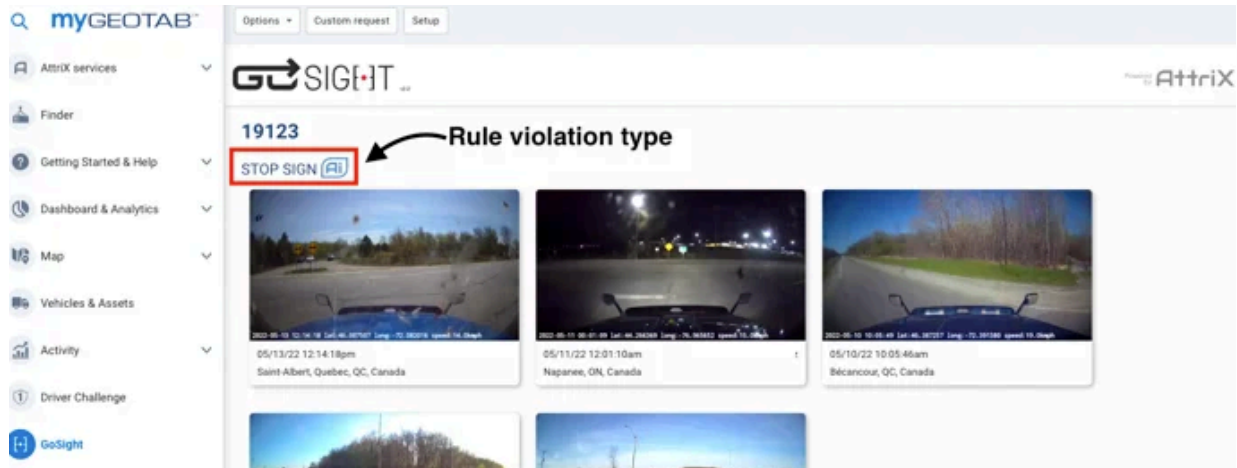 myGEOTAB
Options Custom request Setup
AttriX services
Finder
Getting Started & Help
Dashboard & Analytics
Map
Vehicles & Assets
Activity
Driver Challenge
GoSight
GOSIGHT
Powered by AttriX
19123
Rule violation type
STOP SIGN Ai
05/13/22 12:14:18pm
Saint-Albert, Quebec, QC, Canada
05/11/22 12:01:10am
Napanee, ON, Canada
05/10/22 10:05:46am
Bécancour, QC, Canada